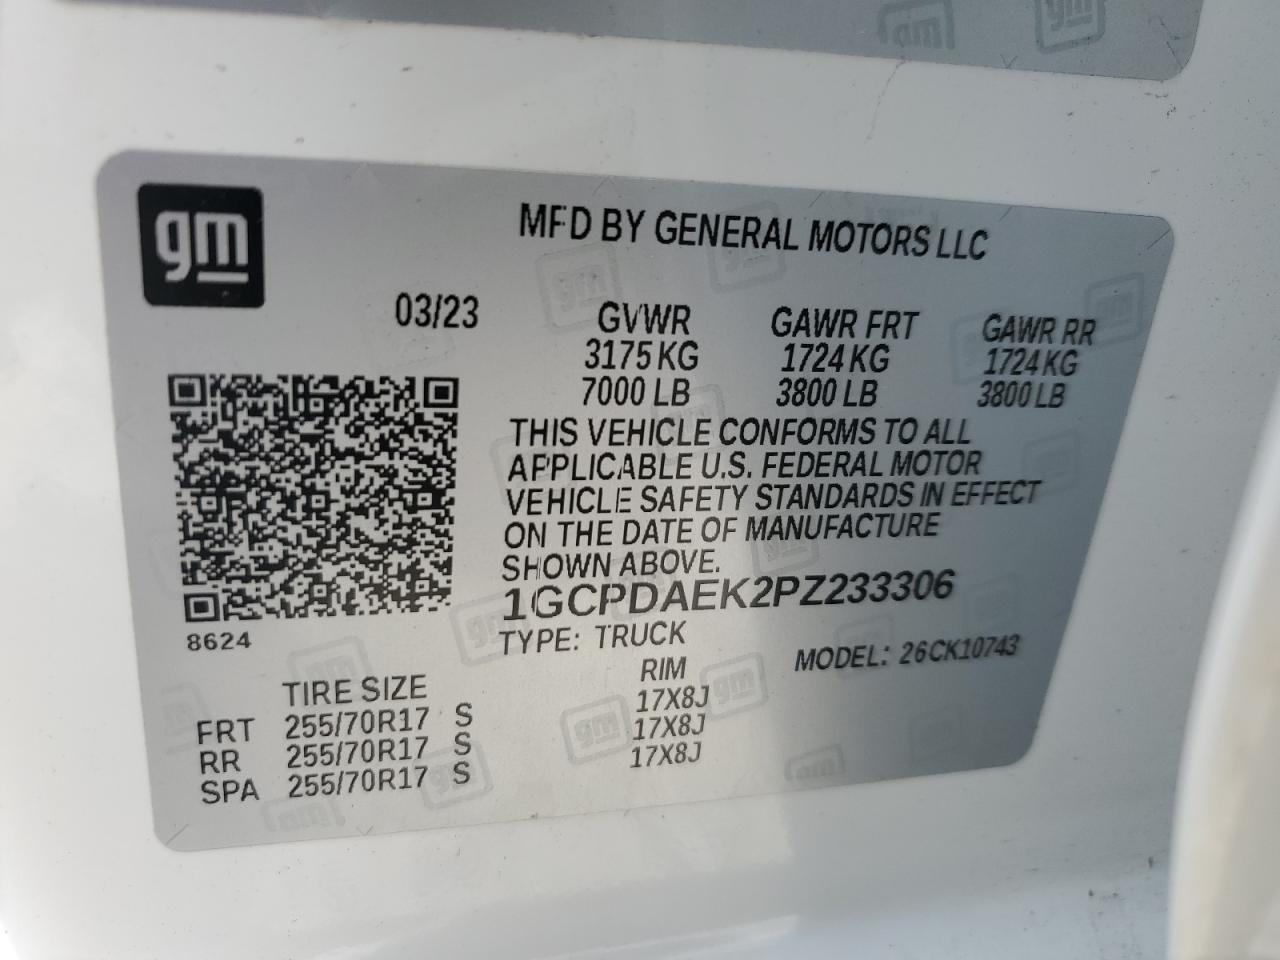 gm
MFD BY GENERAL MOTORS LLC
03/23
GVWR GAWR FRT GAWR RR
3175 KG 1724 KG 1724 KG
7000 LB 3800 LB 3800 LB
THIS VEHICLE CONFORMS TO ALL
APPLICABLE U.S. FEDERAL MOTOR
VEHICLE SAFETY STANDARDS IN EFFECT
ON THE DATE OF MANUFACTURE
SHOWN ABOVE.
1GCPDAEK2PZ233306
8624
TYPE: TRUCK MODEL: 26CK10743
TIRE SIZE RIM
FRT 255/70R17 S 17X8J
RR 255/70R17 S 17X8J
SPA 255/70R17 S 17X8J